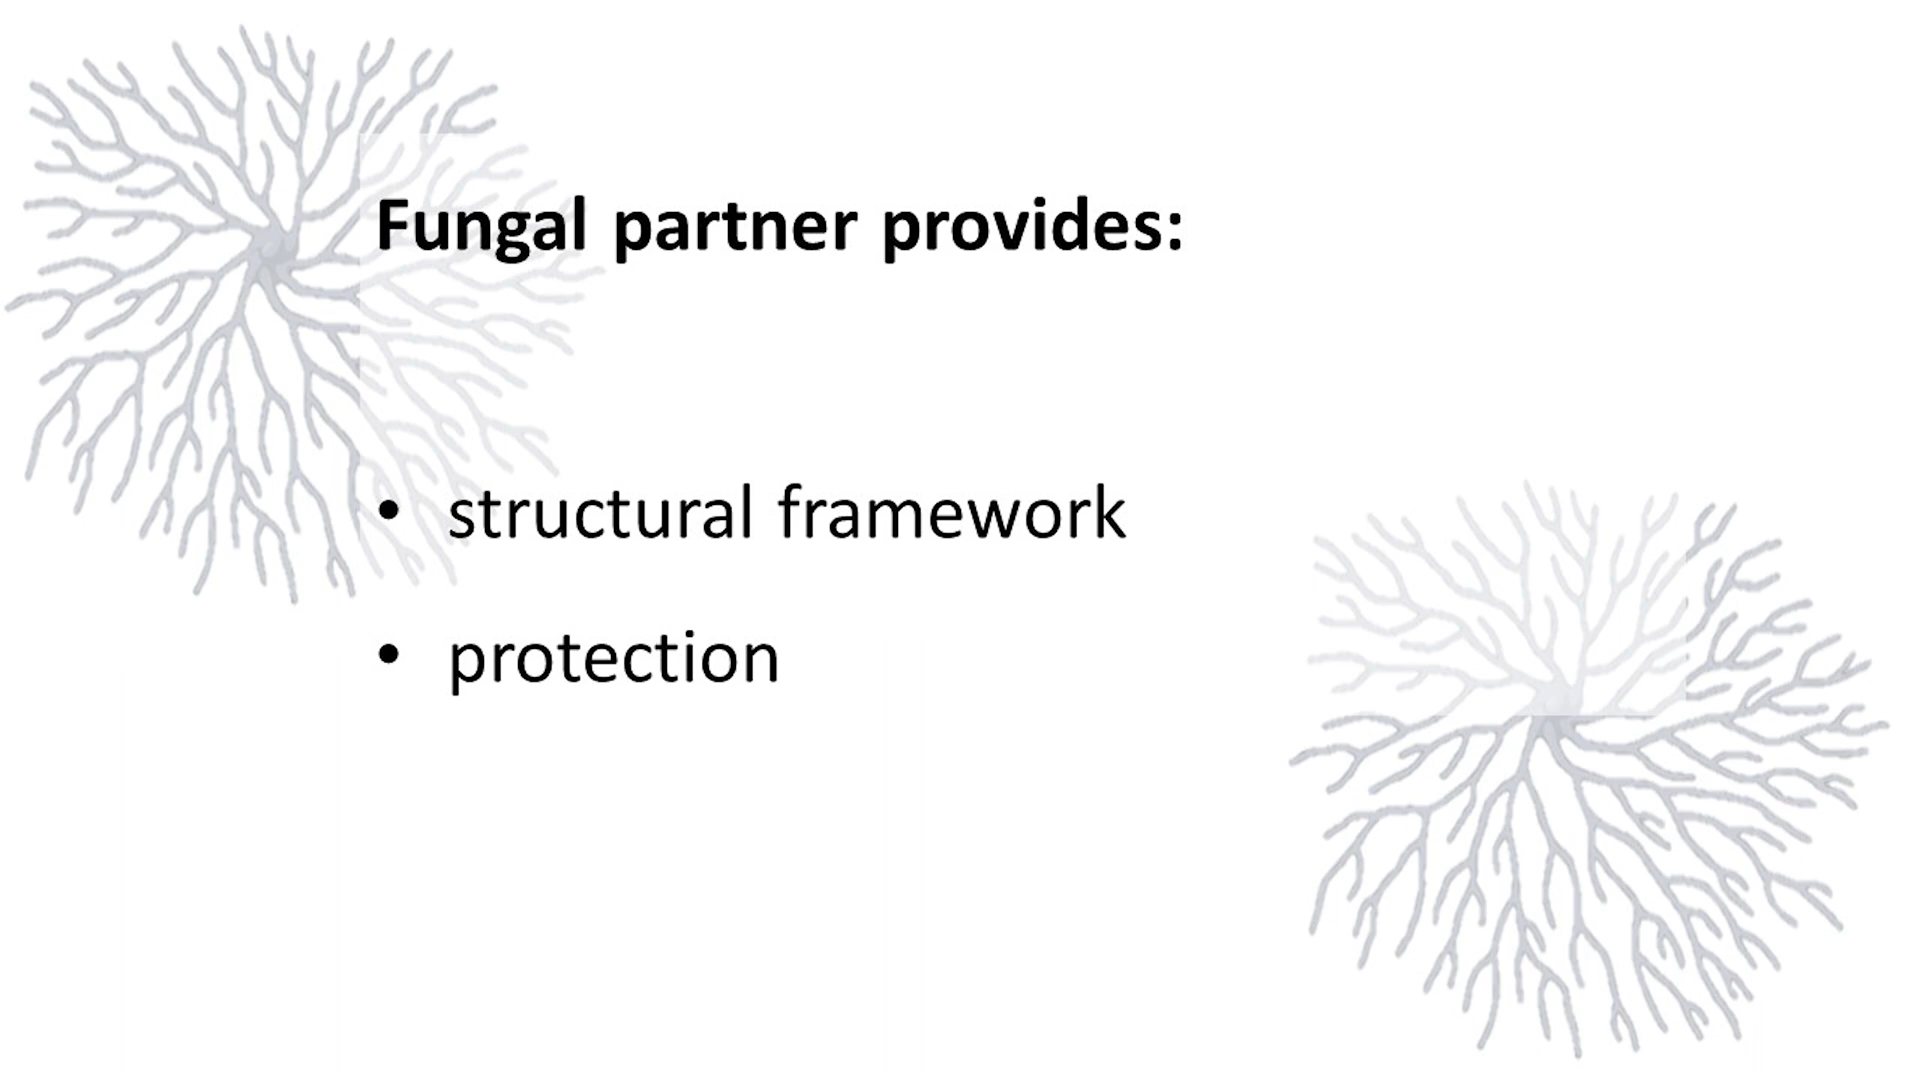 Fungal partner provides:
• structural framework
• protection